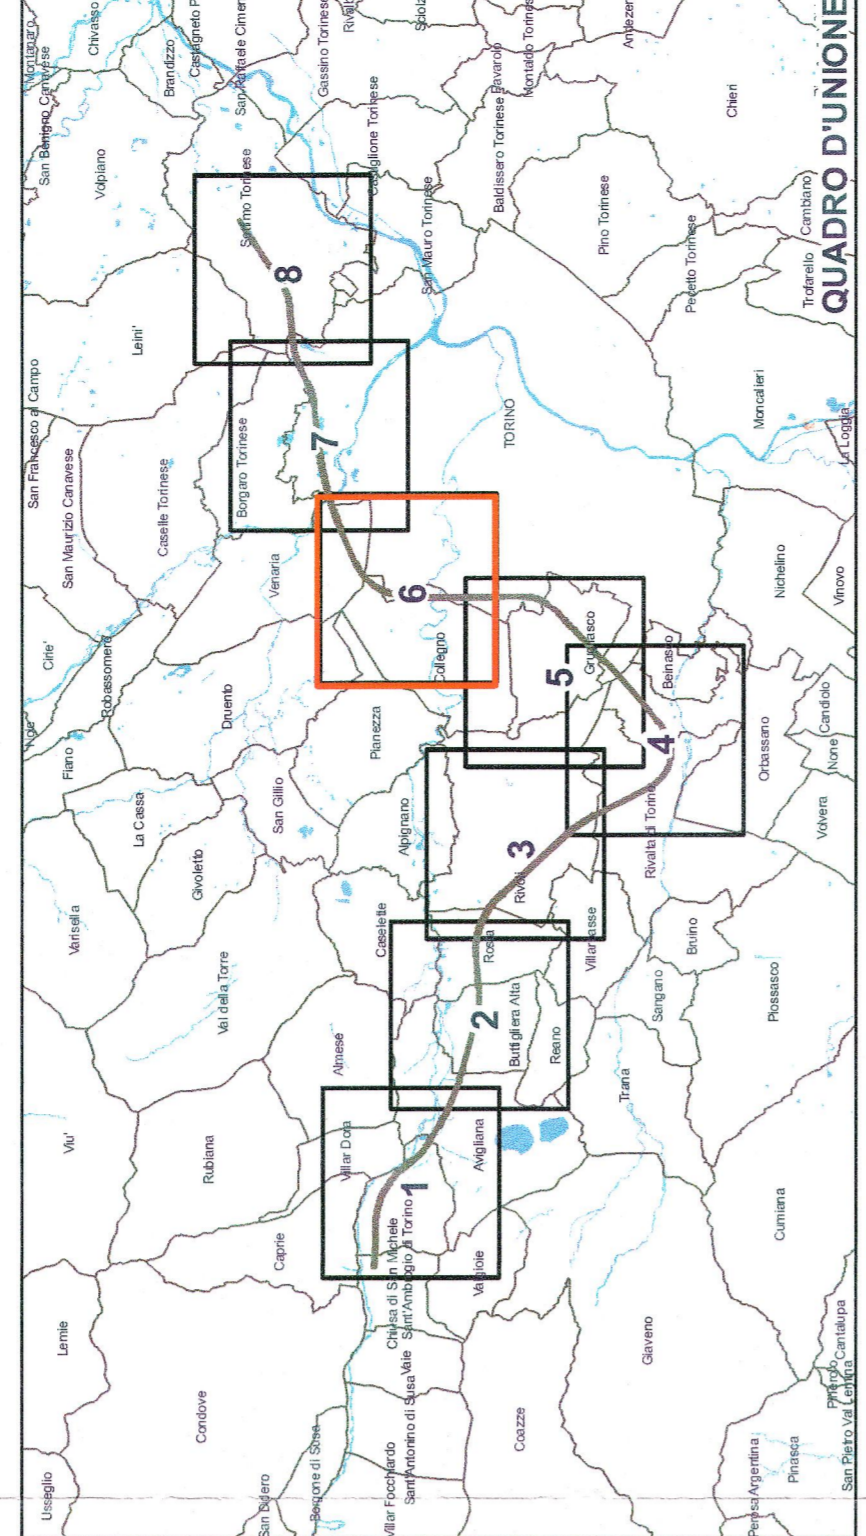 QUADRO D'UNIONE
Usseglio
Lemie
Viu'
Varisella
Fiano
Cirie'
San Maurizio Canavese
San Francesco al Campo
San Benigno Canavese
Montanaro
Chivasso
La Cassa
Robassomero
Leini'
Volpiano
Brandizzo
Condove
Rubiana
Val della Torre
Givoletto
Druento
Caselle Torinese
Borgaro Torinese
San Didero
Caprie
San Gillio
Venaria
Settimo Torinese
Gassino Torinese
Borgone di Susa
Villar Dora
Almese
Caselette
Alpignano
Pianezza
Castiglione Torinese
Villar Focchiardo
Sant'Antonino di Susa
Vaie
Chiusa di San Michele
Sant'Ambrogio di Torino
Collegno
San Mauro Torinese
Coazze
Valgioie
Avigliana
Buttigliera Alta
Rosta
Rivoli
TORINO
Baldissero Torinese
Pavarolo
Montaldo Torinese
Reano
Villarbasse
Grugliasco
Pino Torinese
Giaveno
Trana
Sangano
Bruino
Rivalta di Torino
Beinasco
Pecetto Torinese
Chieri
Perosa Argentina
Pinasca
Cumiana
Piossasco
Volvera
Orbassano
None
Candiolo
Nichelino
Vinovo
Moncalieri
La Loggia
Trofarello
Cambiano
San Pietro Val Lemina
Pinerolo
Cantalupa
1
2
3
4
5
6
7
8